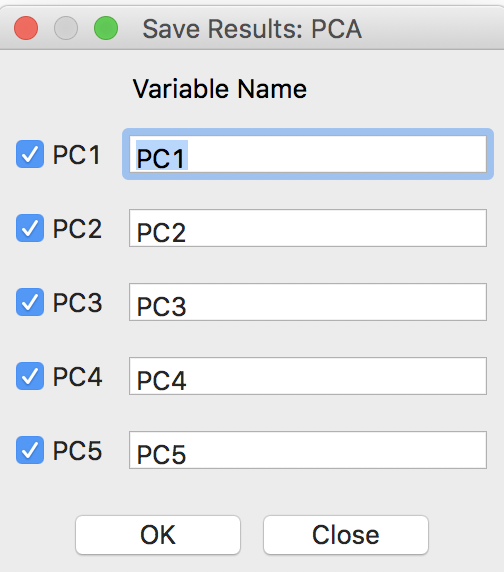 Save Results: PCA
Variable Name
PC1 PC1
PC2 PC2
PC3 PC3
PC4 PC4
PC5 PC5
OK Close